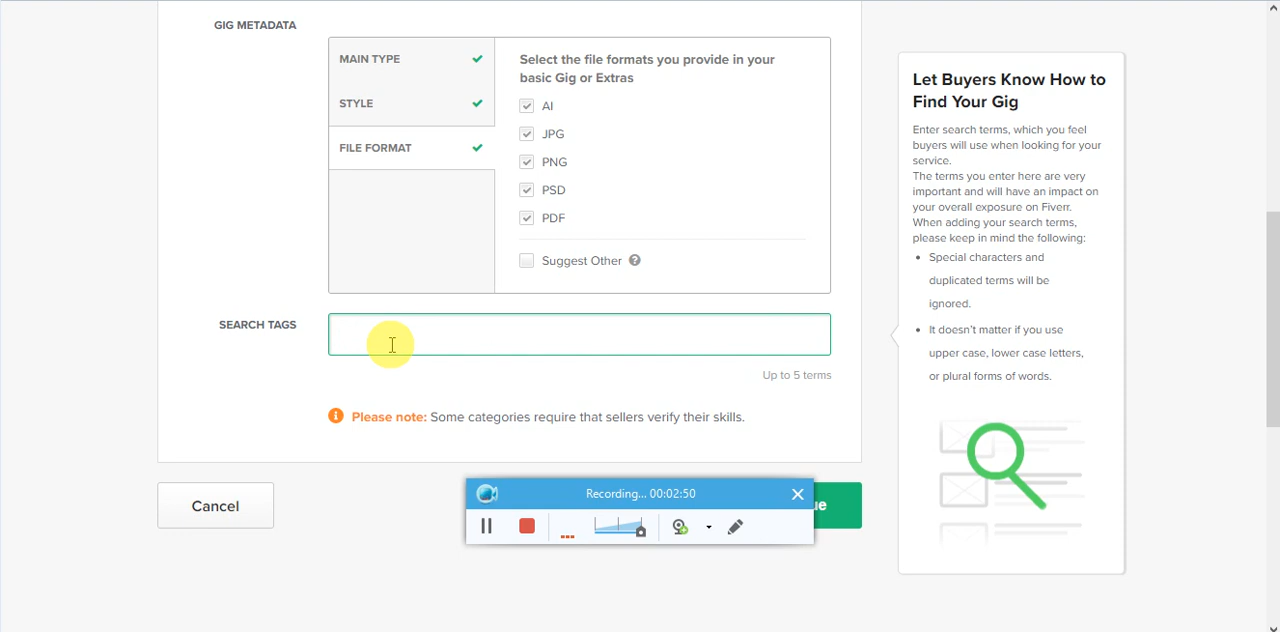 GIG METADATA
MAIN TYPE
STYLE
FILE FORMAT
Select the file formats you provide in your
basic Gig or Extras
AI
JPG
PNG
PSD
PDF
Suggest Other ?
SEARCH TAGS
Up to 5 terms
Please note: Some categories require that sellers verify their skills.
Cancel
ue
Recording... 00:02:50
Let Buyers Know How to
Find Your Gig
Enter search terms, which you feel
buyers will use when looking for your
service.
The terms you enter here are very
important and will have an impact on
your overall exposure on Fiverr.
When adding your search terms,
please keep in mind the following:
• Special characters and
duplicated terms will be
ignored.
• It doesn't matter if you use
upper case, lower case letters,
or plural forms of words.